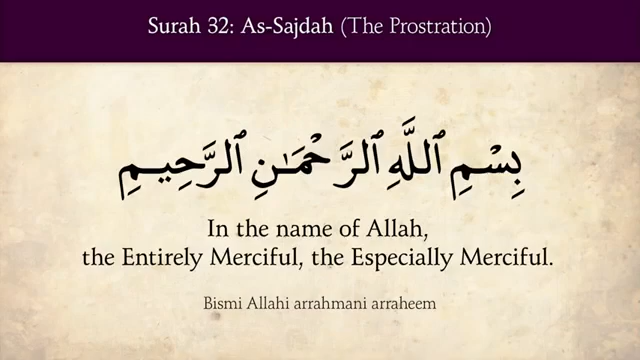 Surah 32: As-Sajdah (The Prostration)
بِسْمِ ٱللَّهِ ٱلرَّحْمَـٰنِ ٱلرَّحِيمِ
In the name of Allah,
the Entirely Merciful, the Especially Merciful.
Bismi Allahi arrahmani arraheem